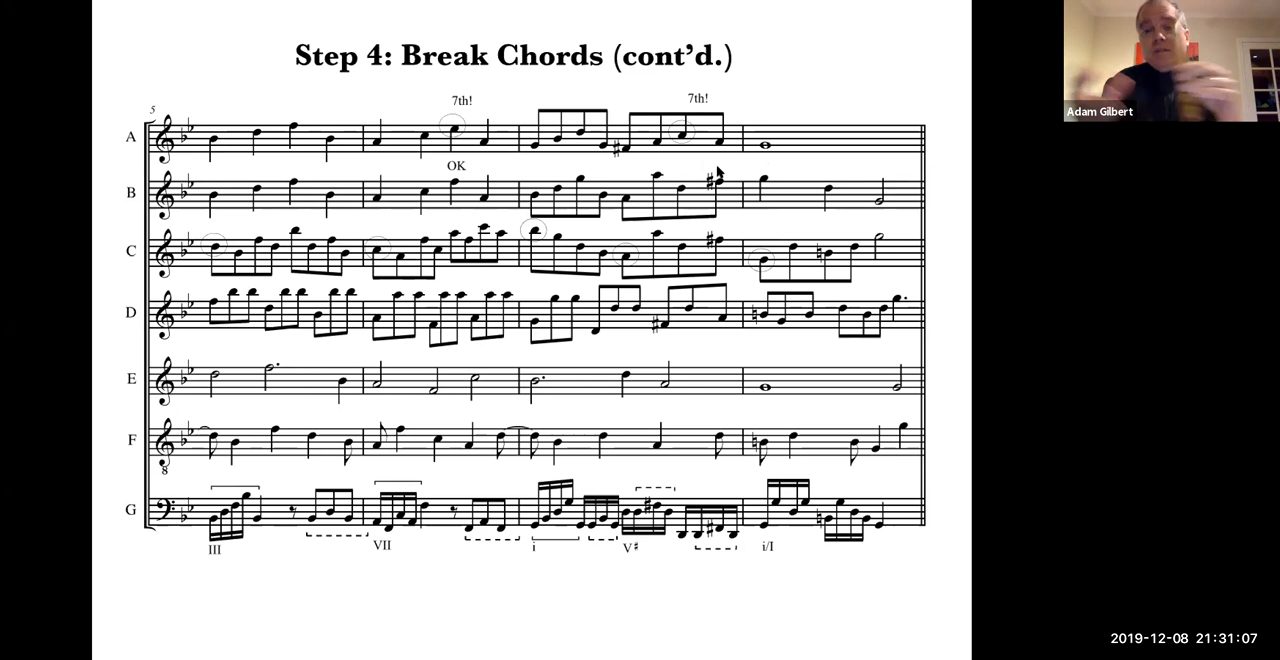 Step 4: Break Chords (cont'd.)
5
7th!
7th!
A
OK
B
C
D
E
F
8
G
III
VII
i
V♯
i/I
Adam Gilbert
2019-12-08 21:31:07